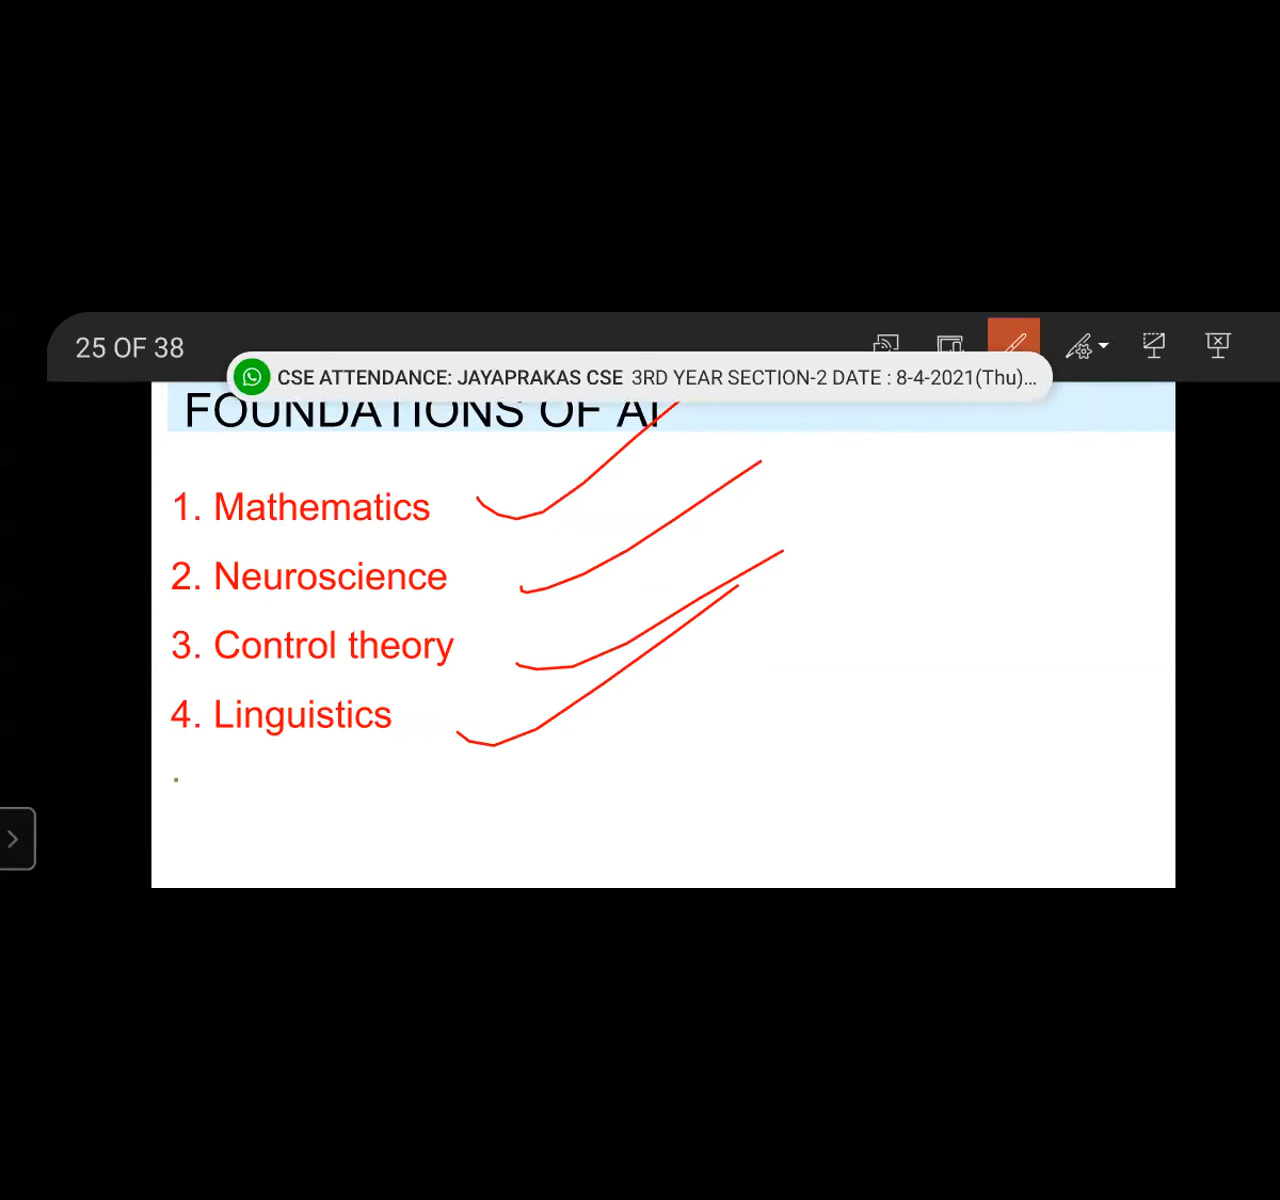 25 OF 38
CSE ATTENDANCE: JAYAPRAKAS CSE 3RD YEAR SECTION-2 DATE : 8-4-2021(Thu)...
FOUNDATIONS OF AI
1. Mathematics
2. Neuroscience
3. Control theory
4. Linguistics